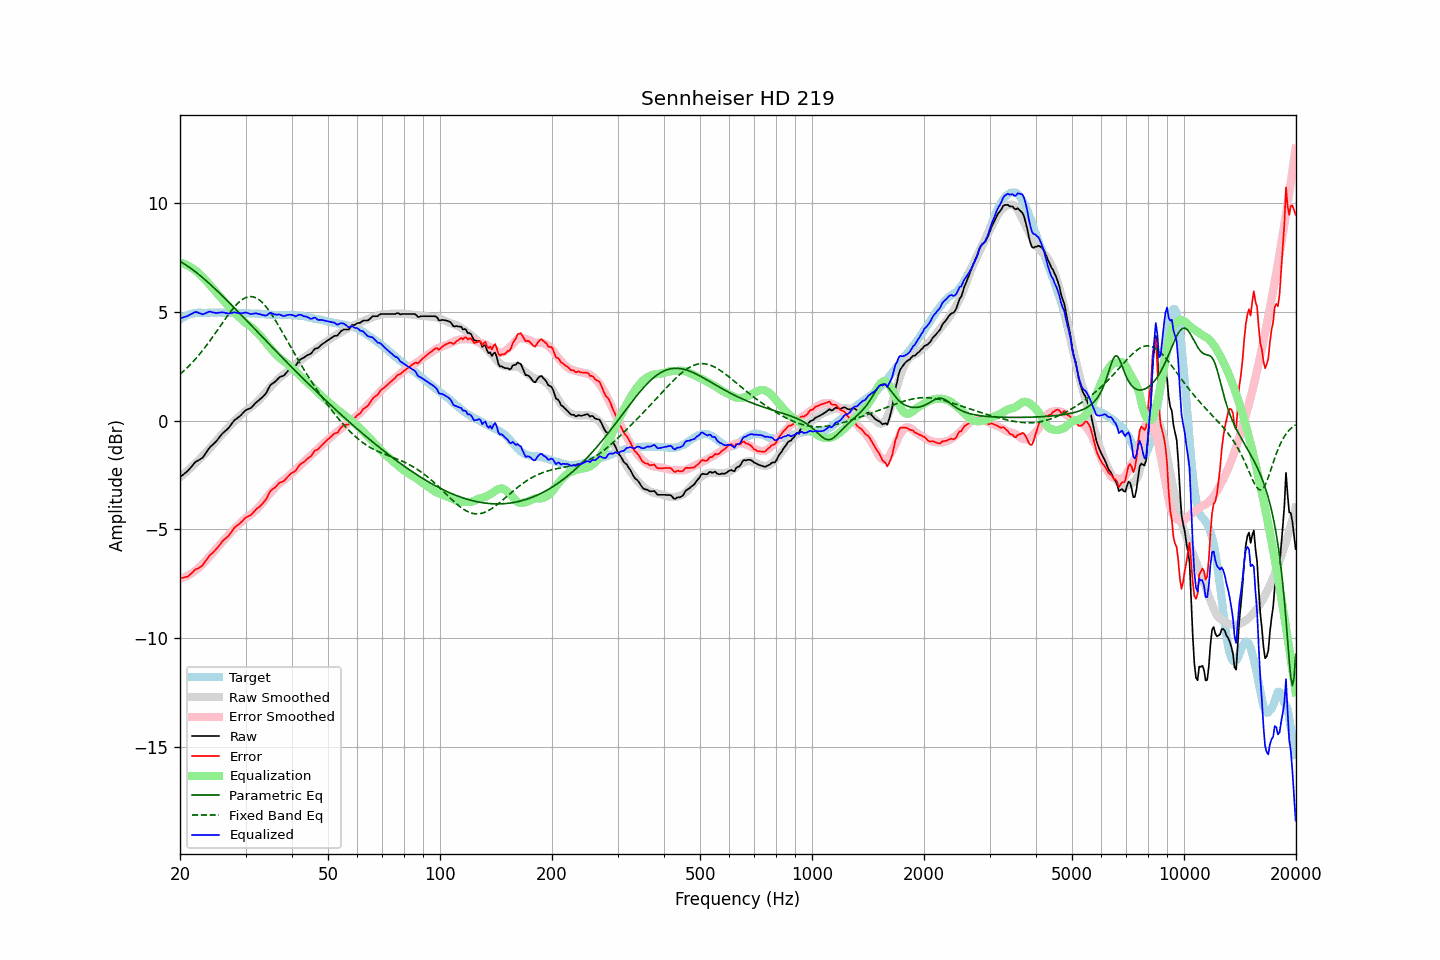 Sennheiser HD 219
Amplitude (dBr)
10
5
0
−5
−10
−15
Target
Raw Smoothed
Error Smoothed
Raw
Error
Equalization
Parametric Eq
Fixed Band Eq
Equalized
20 50 100 200 500 1000 2000 5000 10000 20000
Frequency (Hz)